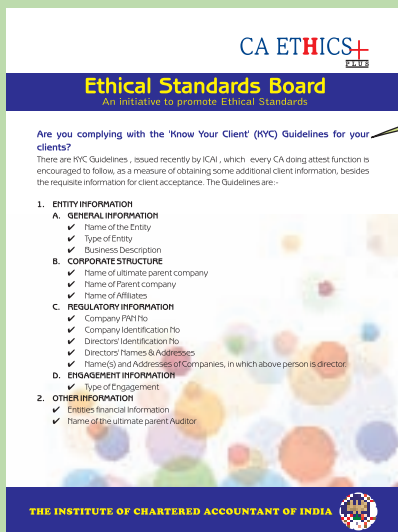 CA ETHICS
PLUS
Ethical Standards Board
An initiative to promote Ethical Standards
Are you complying with the 'Know Your Client' (KYC) Guidelines for your
clients?
There are KYC Guidelines , issued recently by ICAI , which every CA doing attest function is
encouraged to follow, as a measure of obtaining some additional client information, besides
the requisite information for client acceptance. The Guidelines are:-
1. ENTITY INFORMATION
A. GENERAL INFORMATION
✔ Name of the Entity
✔ Type of Entity
✔ Business Description
B. CORPORATE STRUCTURE
✔ Name of ultimate parent company
✔ Name of Parent company
✔ Name of Affiliates
C. REGULATORY INFORMATION
✔ Company PAN No
✔ Company Identification No
✔ Directors' Identification No
✔ Directors' Names & Addresses
✔ Name(s) and Addresses of Companies, in which above person is director.
D. ENGAGEMENT INFORMATION
✔ Type of Engagement
2. OTHER INFORMATION
✔ Entities financial Information
✔ Name of the ultimate parent Auditor
THE INSTITUTE OF CHARTERED ACCOUNTANT OF INDIA